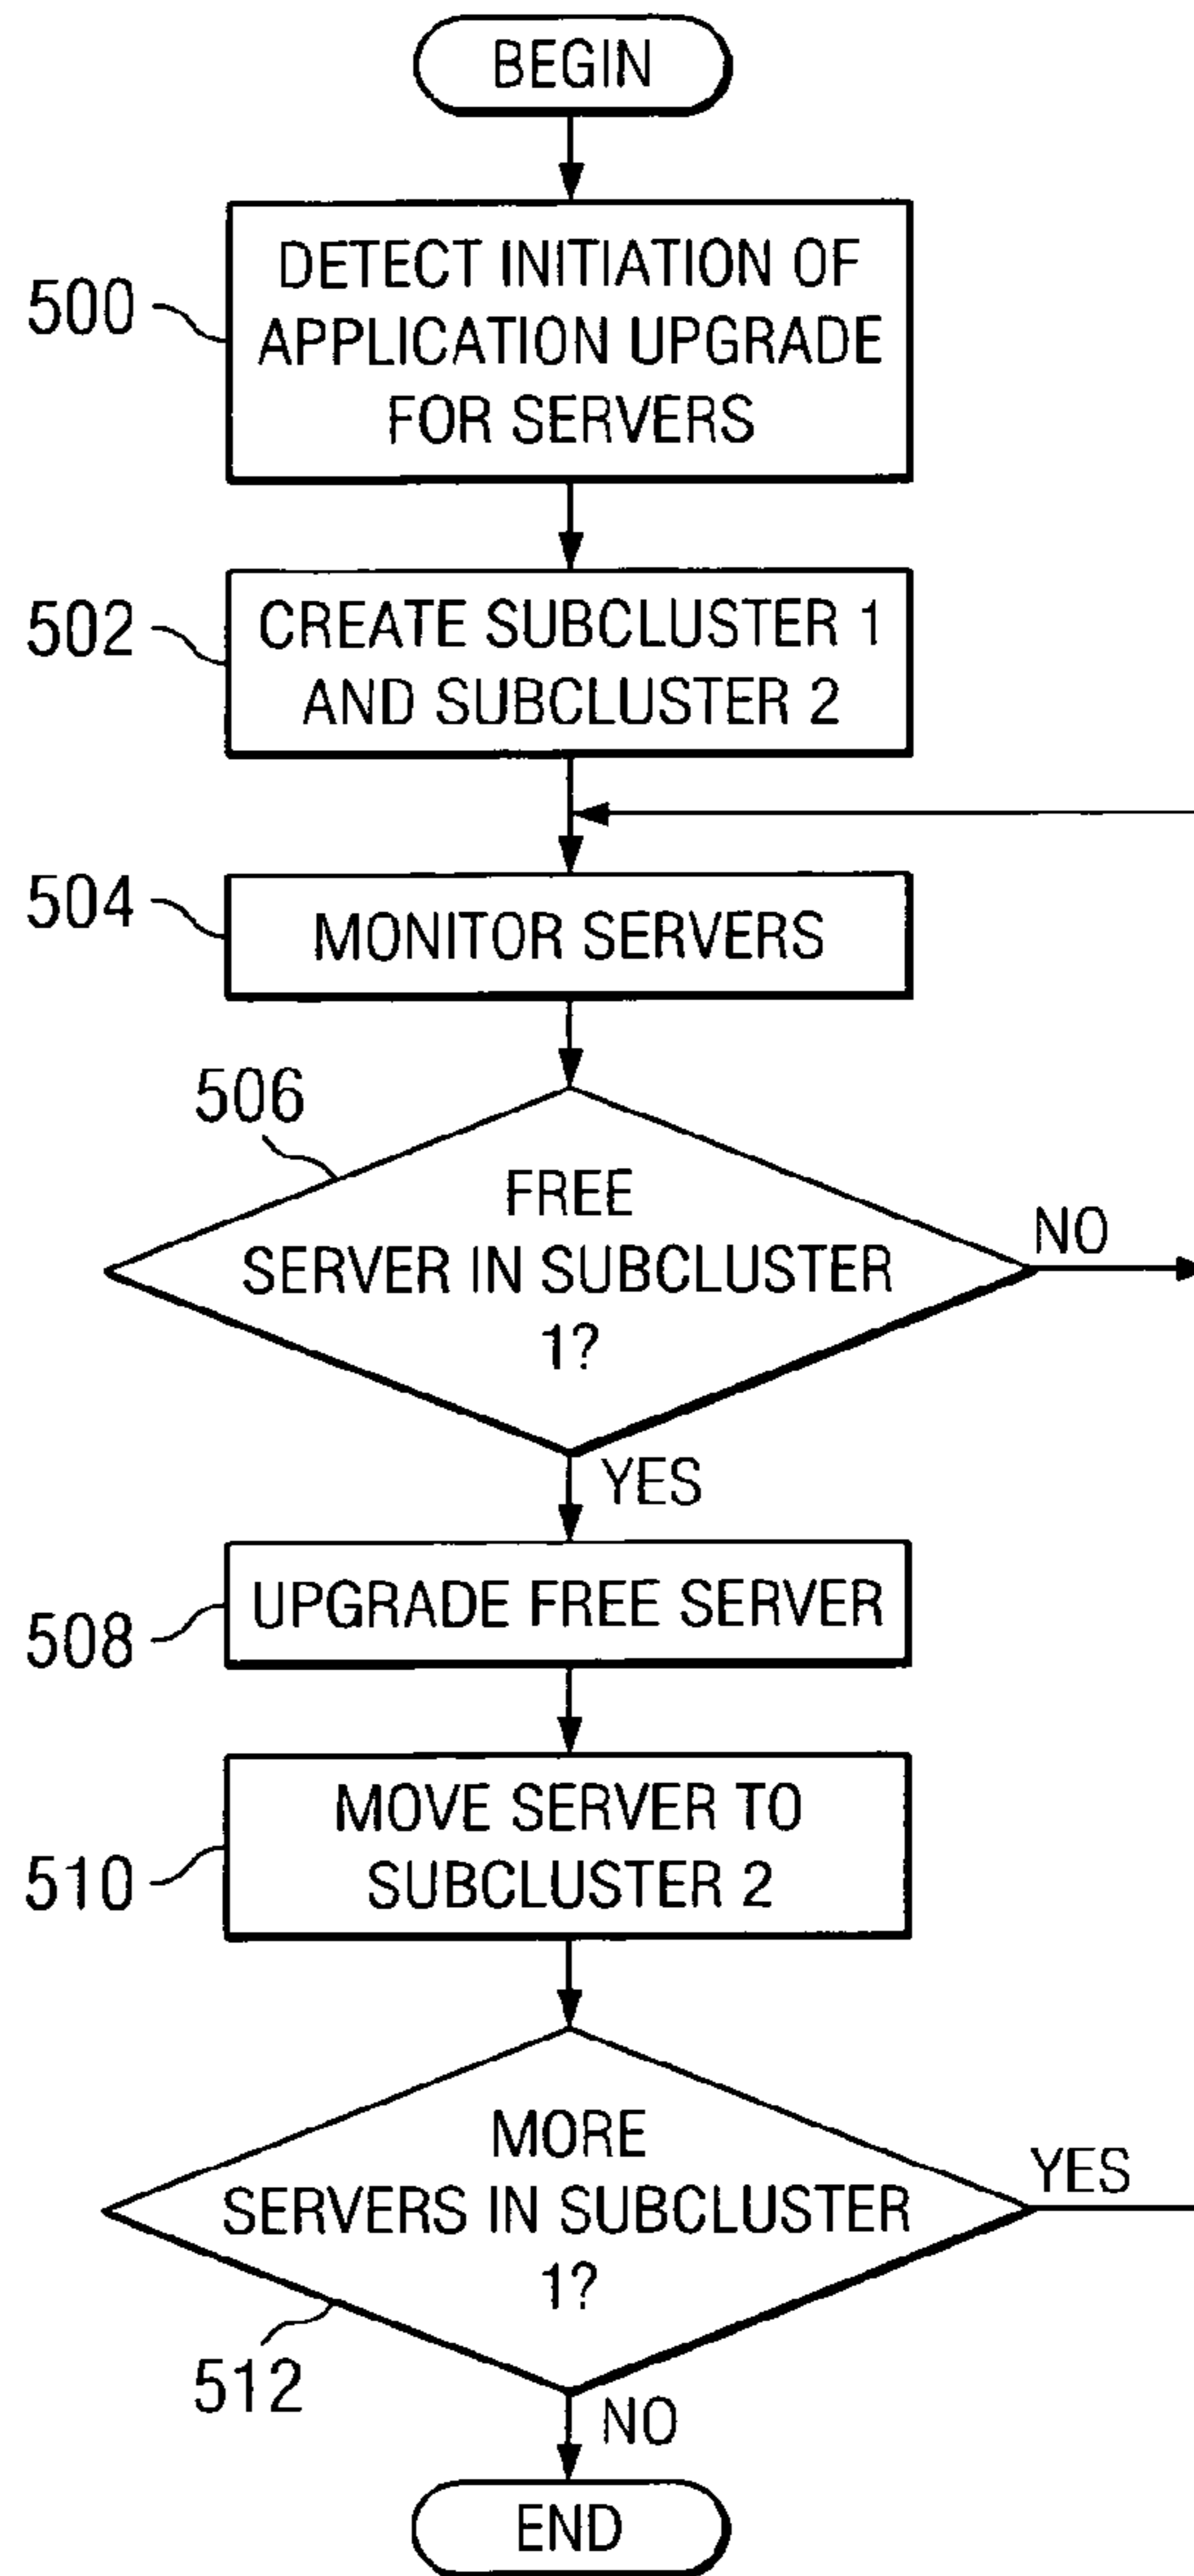 BEGIN
500
DETECT INITIATION OF
APPLICATION UPGRADE
FOR SERVERS
502
CREATE SUBCLUSTER 1
AND SUBCLUSTER 2
504
MONITOR SERVERS
506
FREE
SERVER IN SUBCLUSTER
1?
NO
YES
508
UPGRADE FREE SERVER
510
MOVE SERVER TO
SUBCLUSTER 2
MORE
SERVERS IN SUBCLUSTER
1?
YES
512
NO
END